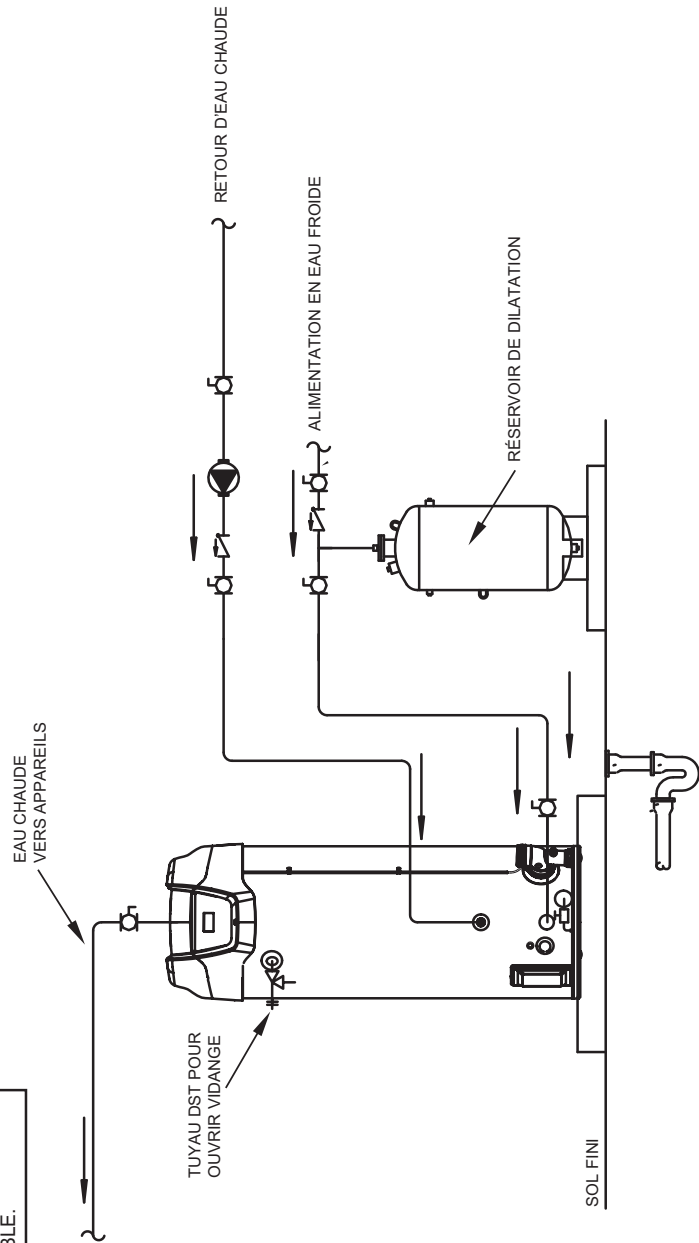 BLE.
EAU CHAUDE
VERS APPAREILS
RETOUR D'EAU CHAUDE
ALIMENTATION EN EAU FROIDE
RÉSERVOIR DE DILATATION
TUYAU DST POUR
OUVRIR VIDANGE
SOL FINI